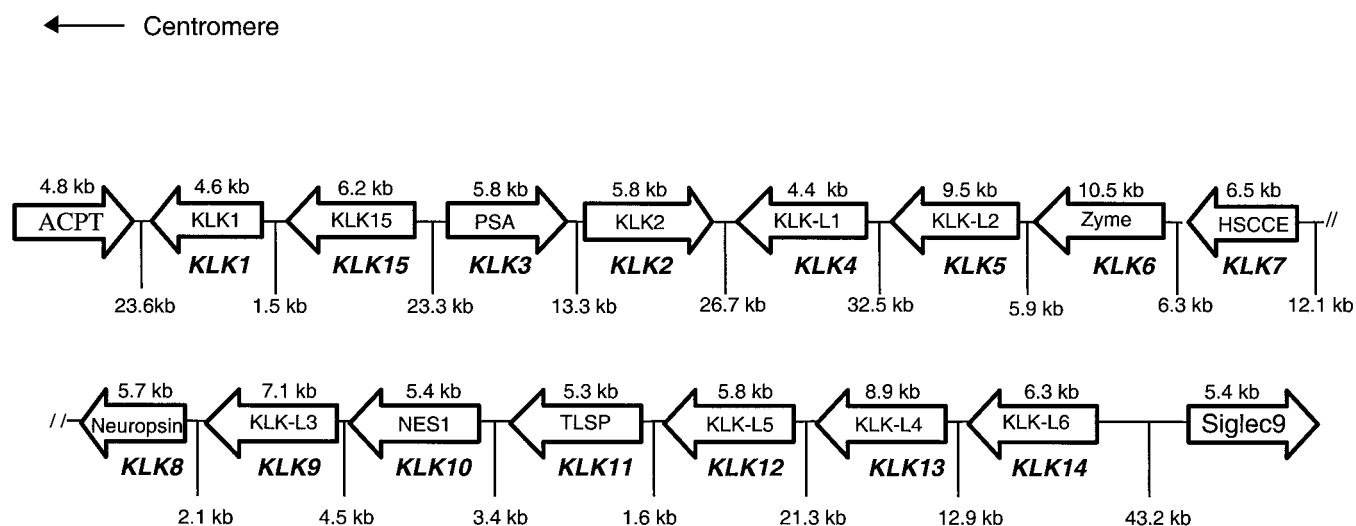 Centromere
4.8 kb 4.6 kb 6.2 kb 5.8 kb 5.8 kb 4.4 kb 9.5 kb 10.5 kb 6.5 kb
ACPT KLK1 KLK15 PSA KLK2 KLK-L1 KLK-L2 Zyme HSCCE //
KLK1 KLK15 KLK3 KLK2 KLK4 KLK5 KLK6 KLK7
23.6kb 1.5 kb 23.3 kb 13.3 kb 26.7 kb 32.5 kb 5.9 kb 6.3 kb 12.1 kb
5.7 kb 7.1 kb 5.4 kb 5.3 kb 5.8 kb 8.9 kb 6.3 kb 5.4 kb
// Neuropsin KLK-L3 NES1 TLSP KLK-L5 KLK-L4 KLK-L6 Siglec9
KLK8 KLK9 KLK10 KLK11 KLK12 KLK13 KLK14
2.1 kb 4.5 kb 3.4 kb 1.6 kb 21.3 kb 12.9 kb 43.2 kb